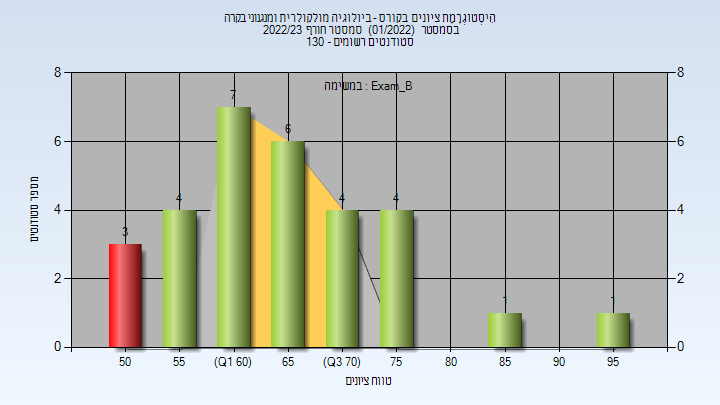 היסטוגרמת ציונים בקורס - ביולוגיה מולקולרית ומנגנוני בקרה
בסמסטר (01/2022) סמסטר חורף 2022/23
סטודנטים רשומים - 130
במשימה : Exam_B
8 8
7
6 6
6
4 4
4 4 4
3
2 2
1 1
0 0
50 55 (Q1 60) 65 (Q3 70) 75 80 85 90 95
טווח ציונים
מספר סטודנטים